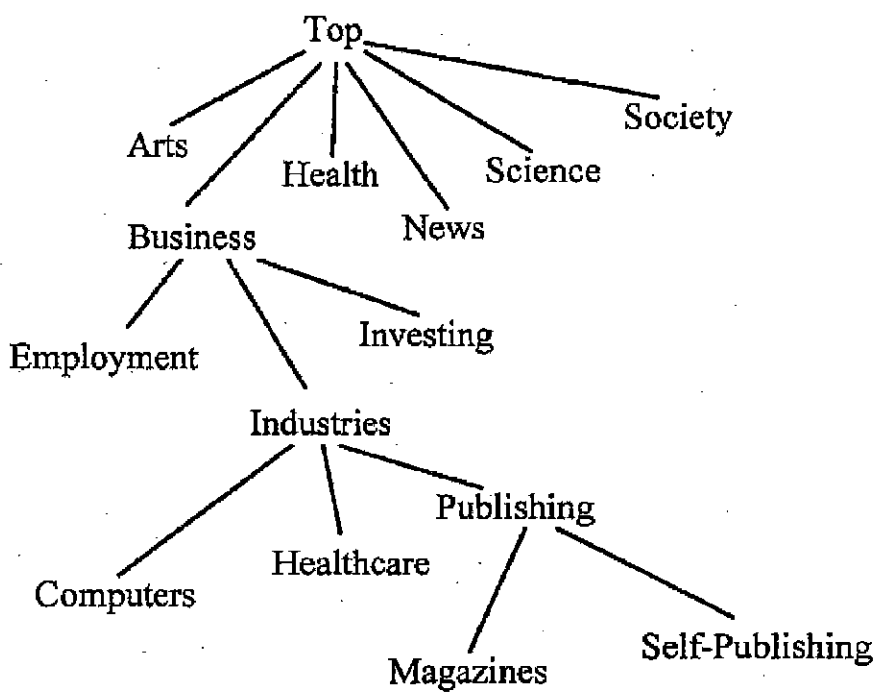 Top
Arts
Health
Science
Society
Business
News
Employment
Investing
Industries
Computers
Healthcare
Publishing
Magazines
Self-Publishing